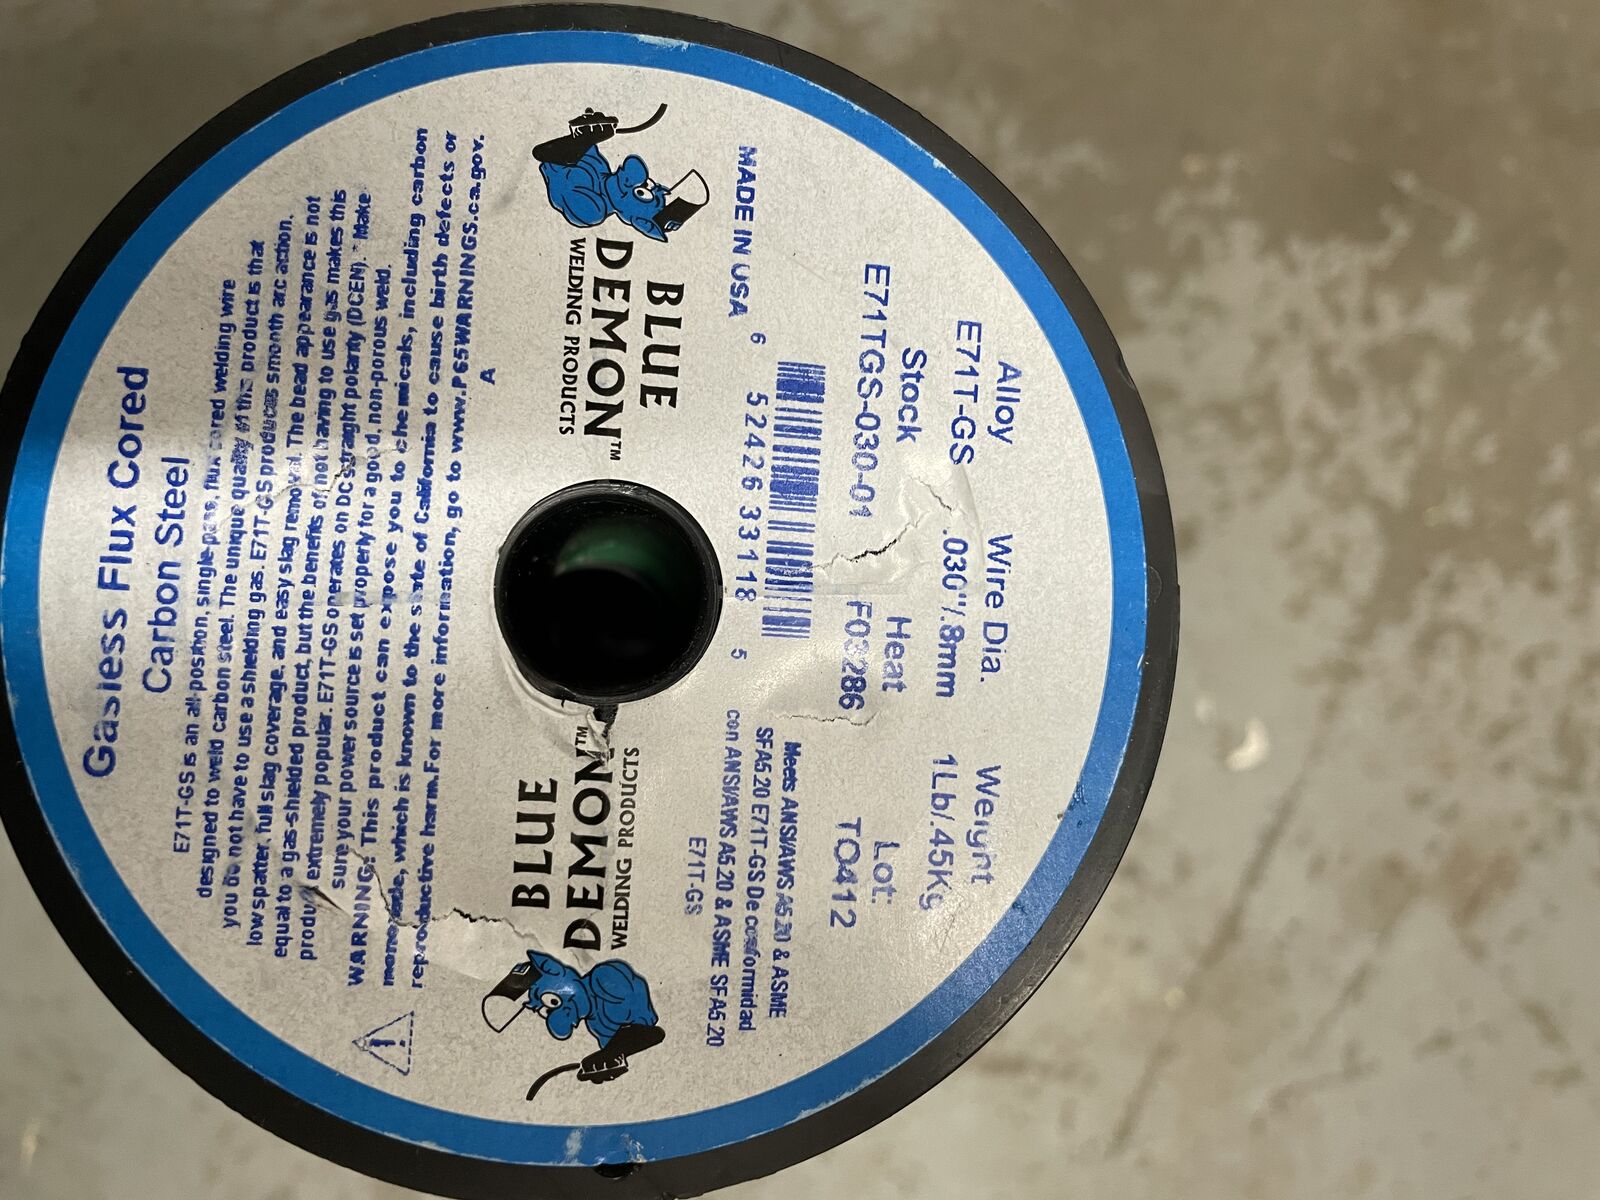 Alloy
E71T-GS
Wire Dia.
.030"/.8mm
Weight
1Lb/.45Kg
Stock
E71TGS-030-01
Heat
F03286
Lot:
TO412
MADE IN USA
6 52426 33118 5
Meets ANSI/AWS A5.20 & ASME
SFA5.20 E71T-GS De conformidad
con ANSI/AWS A5.20 & ASME SFA5.20
E71T-GS
BLUE
DEMON™
WELDING PRODUCTS
BLUE
DEMON™
WELDING PRODUCTS
Gasless Flux Cored
Carbon Steel
E71T-GS is an all-position, single-pass, flux cored welding wire
designed to weld carbon steel. The unique quality of this product is that
you do not have to use a shielding gas. E71T-GS produces smooth arc action.
low spatter, full slag coverage, and easy slag removal. The bead appearance is not
equal to a gas-shielded product, but the benefits of not having to use gas makes this
product extremely popular. E71T-GS operates on DC straight polarity (DCEN). * Make
sure your power source is set properly for a good, non-porous weld.
WARNING: This product can expose you to chemicals, including carbon
monoxide, which is known to the state of California to cause birth defects or
reproductive harm. For more information, go to www.P65WARNINGS.ca.gov.
A